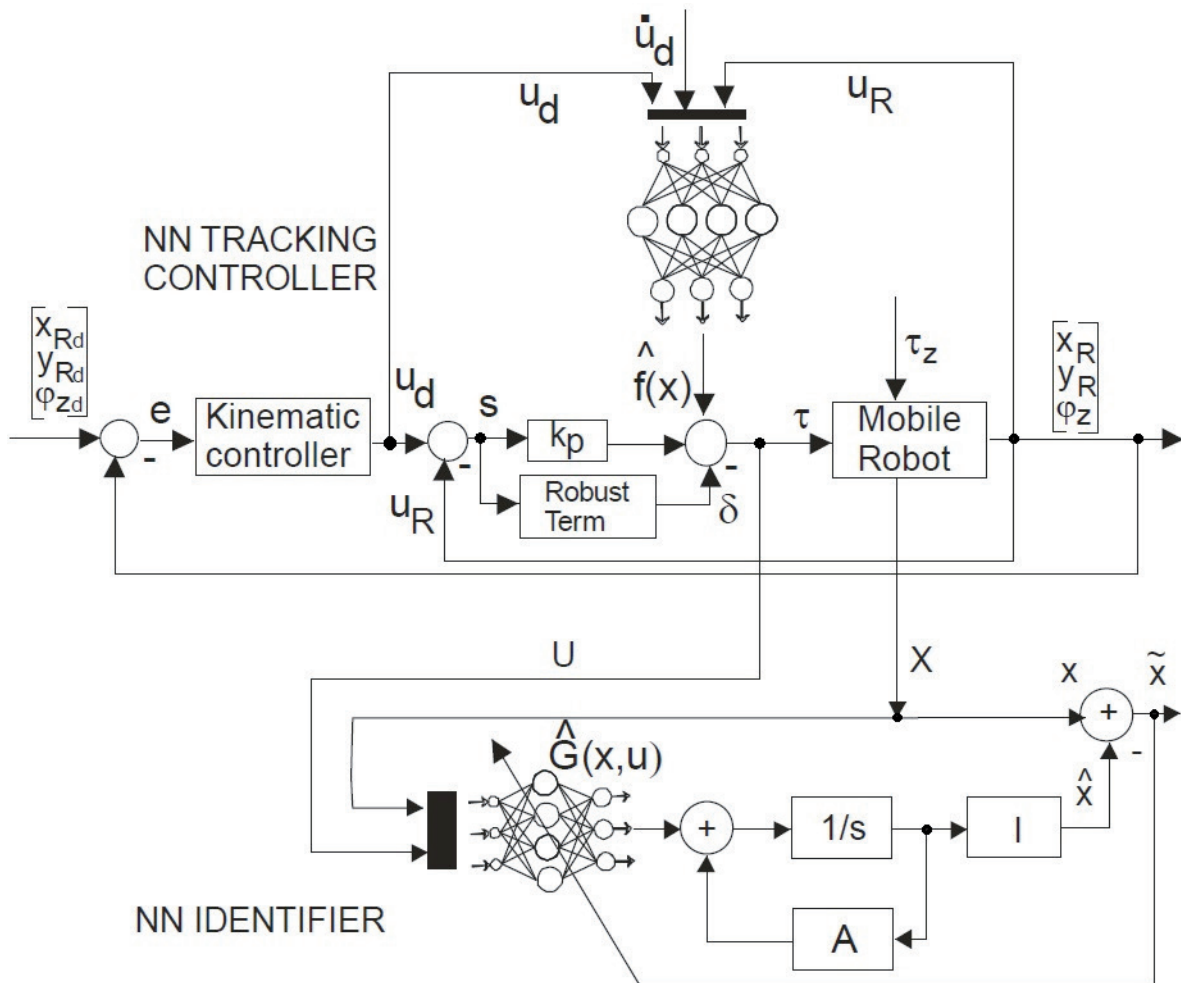 u̇d
ud
uR
NN TRACKING
CONTROLLER
xRd
yRd
φzd
e
-
Kinematic
controller
ud
-
uR
s
kp
Robust
Term
f̂(x)
-
δ
τ
τz
Mobile
Robot
xR
yR
φz
U
X
x
x̃
+
-
x̂
Ĝ(x,u)
+
1/s
I
A
NN IDENTIFIER